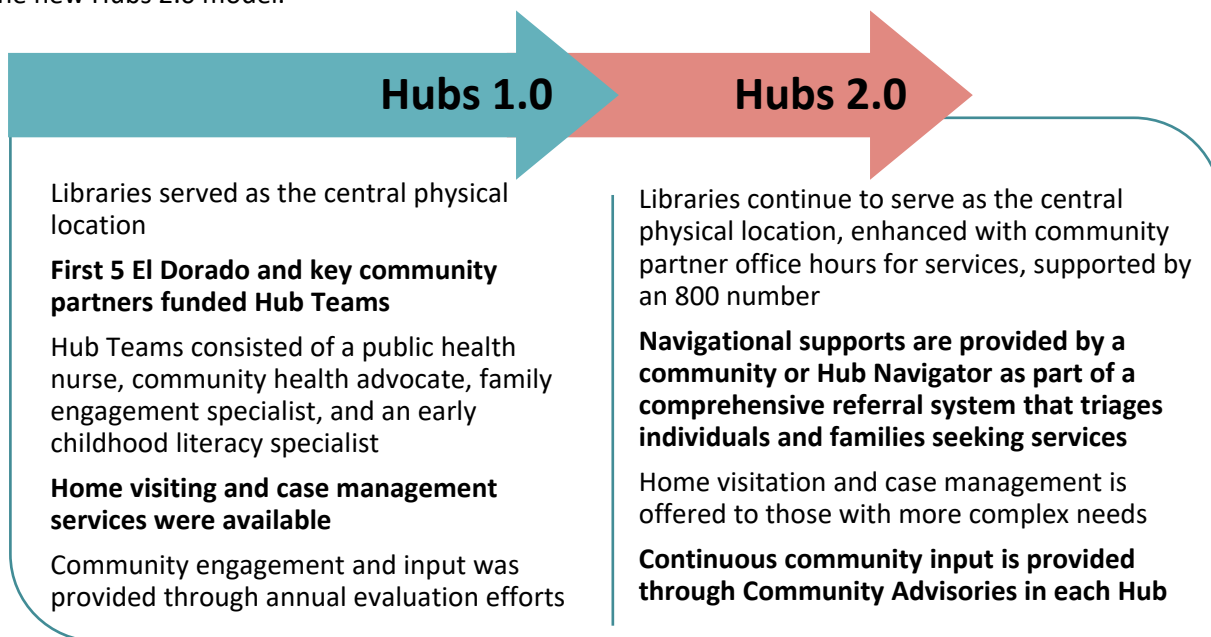 Hubs 1.0
Hubs 2.0
Libraries served as the central physical
location
First 5 El Dorado and key community
partners funded Hub Teams
Hub Teams consisted of a public health
nurse, community health advocate, family
engagement specialist, and an early
childhood literacy specialist
Home visiting and case management
services were available
Community engagement and input was
provided through annual evaluation efforts
Libraries continue to serve as the central
physical location, enhanced with community
partner office hours for services, supported by
an 800 number
Navigational supports are provided by a
community or Hub Navigator as part of a
comprehensive referral system that triages
individuals and families seeking services
Home visitation and case management is
offered to those with more complex needs
Continuous community input is provided
through Community Advisories in each Hub